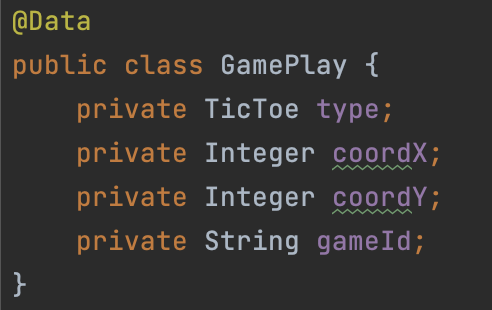 @Data
public class GamePlay {
    private TicToe type;
    private Integer coordX;
    private Integer coordY;
    private String gameId;
}